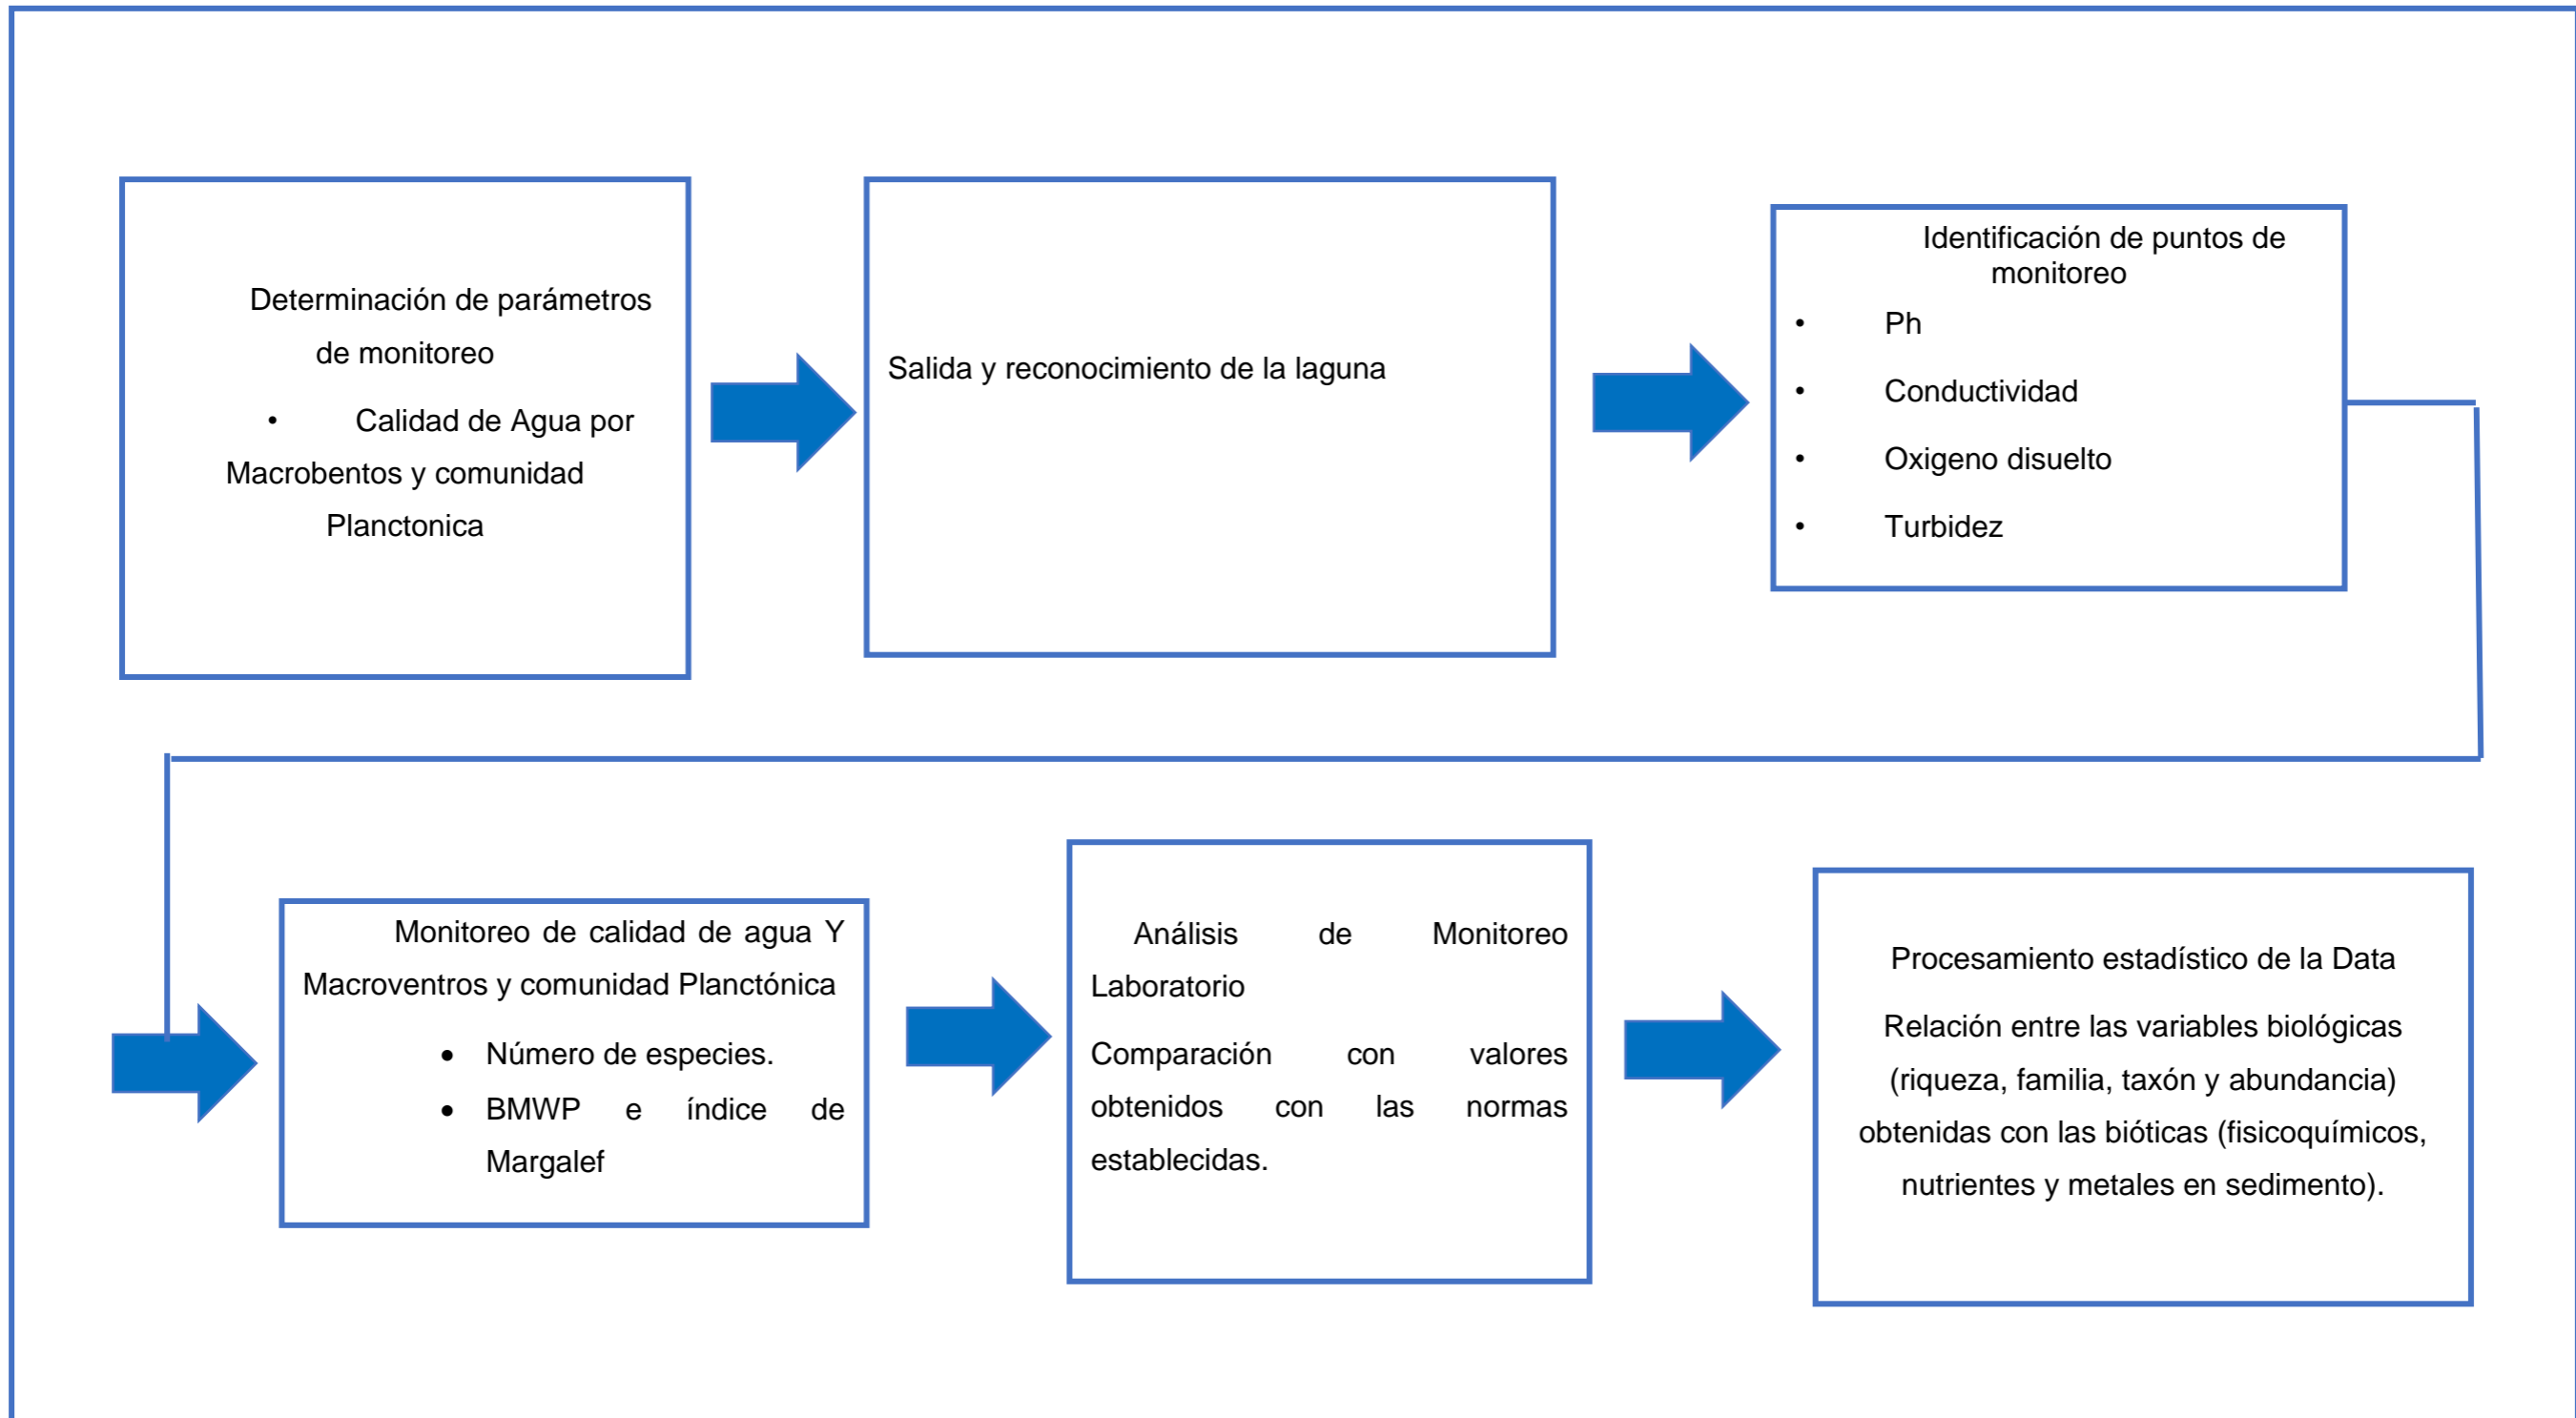 Determinación de parámetros
de monitoreo
• Calidad de Agua por
Macrobentos y comunidad
Planctonica
Salida y reconocimiento de la laguna
Identificación de puntos de
monitoreo
• Ph
• Conductividad
• Oxigeno disuelto
• Turbidez
Monitoreo de calidad de agua Y
Macroventros y comunidad Planctónica
• Número de especies.
• BMWP e índice de
Margalef
Análisis de Monitoreo
Laboratorio
Comparación con valores
obtenidos con las normas
establecidas.
Procesamiento estadístico de la Data
Relación entre las variables biológicas
(riqueza, familia, taxón y abundancia)
obtenidas con las bióticas (fisicoquímicos,
nutrientes y metales en sedimento).